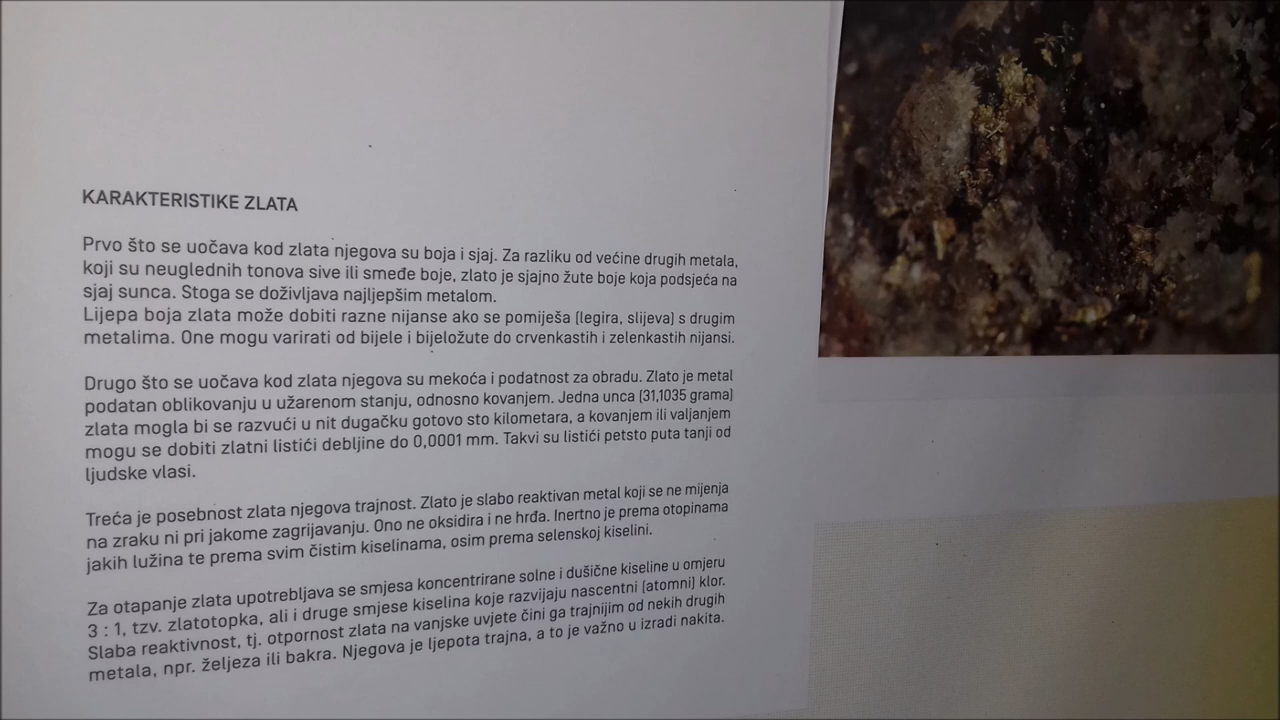 KARAKTERISTIKE ZLATA
Prvo što se uočava kod zlata njegova su boja i sjaj. Za razliku od većine drugih metala,
koji su neuglednih tonova sive ili smeđe boje, zlato je sjajno žute boje koja podsjeća na
sjaj sunca. Stoga se doživljava najljepšim metalom.
Lijepa boja zlata može dobiti razne nijanse ako se pomiješa (legira, slijeva) s drugim
metalima. One mogu varirati od bijele i bijeložute do crvenkastih i zelenkastih nijansi.
Drugo što se uočava kod zlata njegova su mekoća i podatnost za obradu. Zlato je metal
podatan oblikovanju u užarenom stanju, odnosno kovanjem. Jedna unca (31,1035 grama)
zlata mogla bi se razvući u nit dugačku gotovo sto kilometara, a kovanjem ili valjanjem
mogu se dobiti zlatni listići debljine do 0,0001 mm. Takvi su listići petsto puta tanji od
ljudske vlasi.
Treća je posebnost zlata njegova trajnost. Zlato je slabo reaktivan metal koji se ne mijenja
na zraku ni pri jakome zagrijavanju. Ono ne oksidira i ne hrđa. Inertno je prema otopinama
jakih lužina te prema svim čistim kiselinama, osim prema selenskoj kiselini.
Za otapanje zlata upotrebljava se smjesa koncentrirane solne i dušične kiseline u omjeru
3 : 1, tzv. zlatotopka, ali i druge smjese kiselina koje razvijaju nascentni (atomni) klor.
Slaba reaktivnost, tj. otpornost zlata na vanjske uvjete čini ga trajnijim od nekih drugih
metala, npr. željeza ili bakra. Njegova je ljepota trajna, a to je važno u izradi nakita.